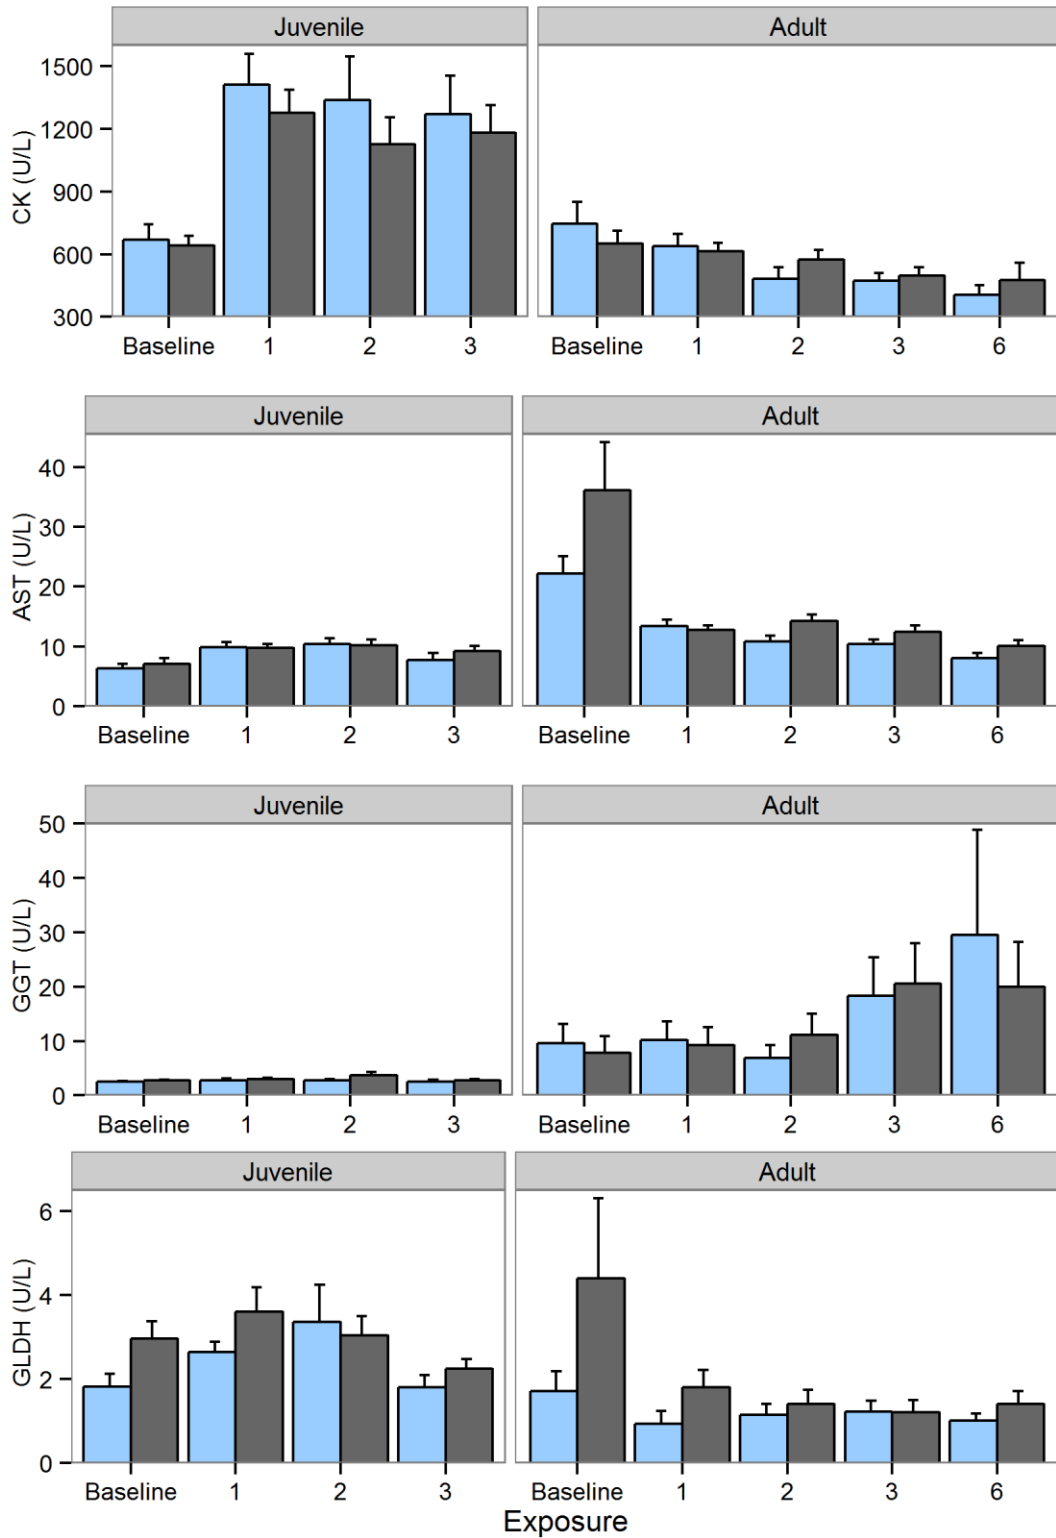 Juvenile Adult
CK (U/L)
1500
1200
900
600
300
Baseline 1 2 3 Baseline 1 2 3 6
Juvenile Adult
AST (U/L)
40
30
20
10
0
Baseline 1 2 3 Baseline 1 2 3 6
Juvenile Adult
GGT (U/L)
50
40
30
20
10
0
Baseline 1 2 3 Baseline 1 2 3 6
Juvenile Adult
GLDH (U/L)
6
4
2
0
Baseline 1 2 3 Baseline 1 2 3 6
Exposure